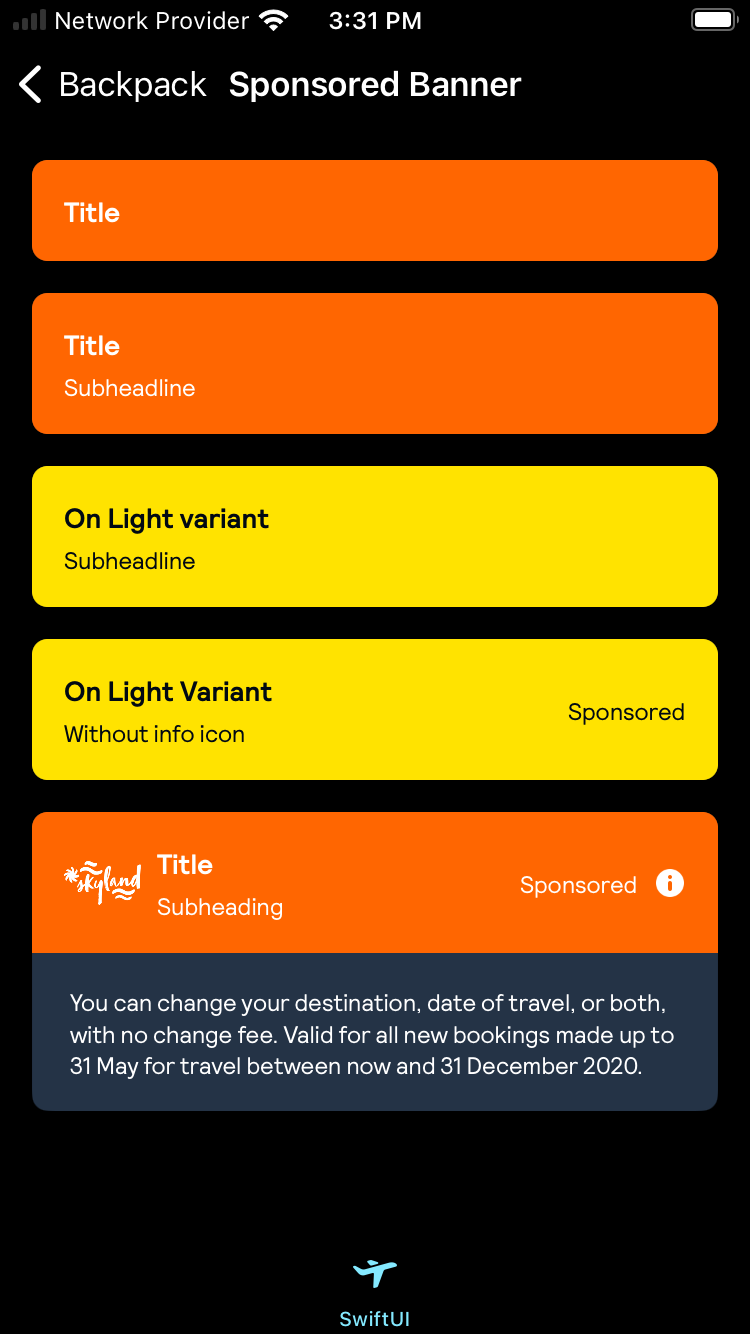 Network Provider 3:31 PM
Backpack Sponsored Banner
Title
Title
Subheadline
On Light variant
Subheadline
On Light Variant
Without info icon
Sponsored
skyland
Title
Subheading
Sponsored
You can change your destination, date of travel, or both,
with no change fee. Valid for all new bookings made up to
31 May for travel between now and 31 December 2020.
SwiftUI